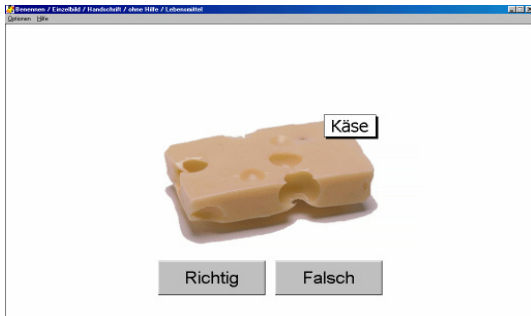 Benennen / Einzelbild / Handschrift / ohne Hilfe / Lebensmittel
Optionen Hilfe
Käse
Richtig Falsch